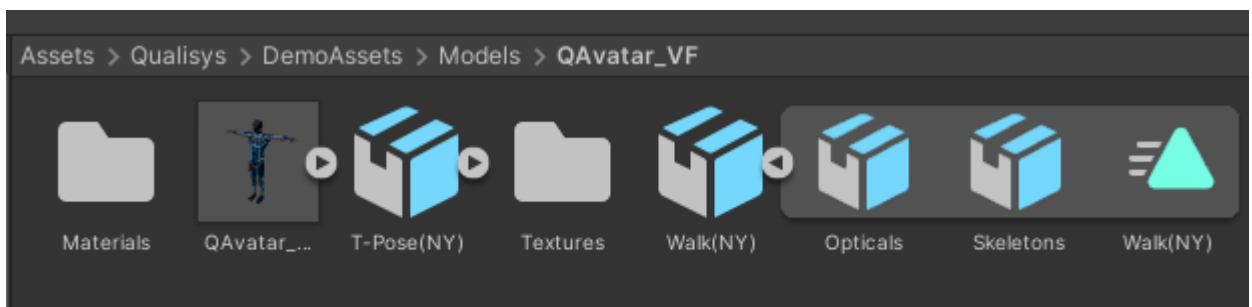 Assets > Qualisys > DemoAssets > Models > QAvatar_VF
Materials QAvatar_... T-Pose(NY) Textures Walk(NY) Opticals Skeletons Walk(NY)